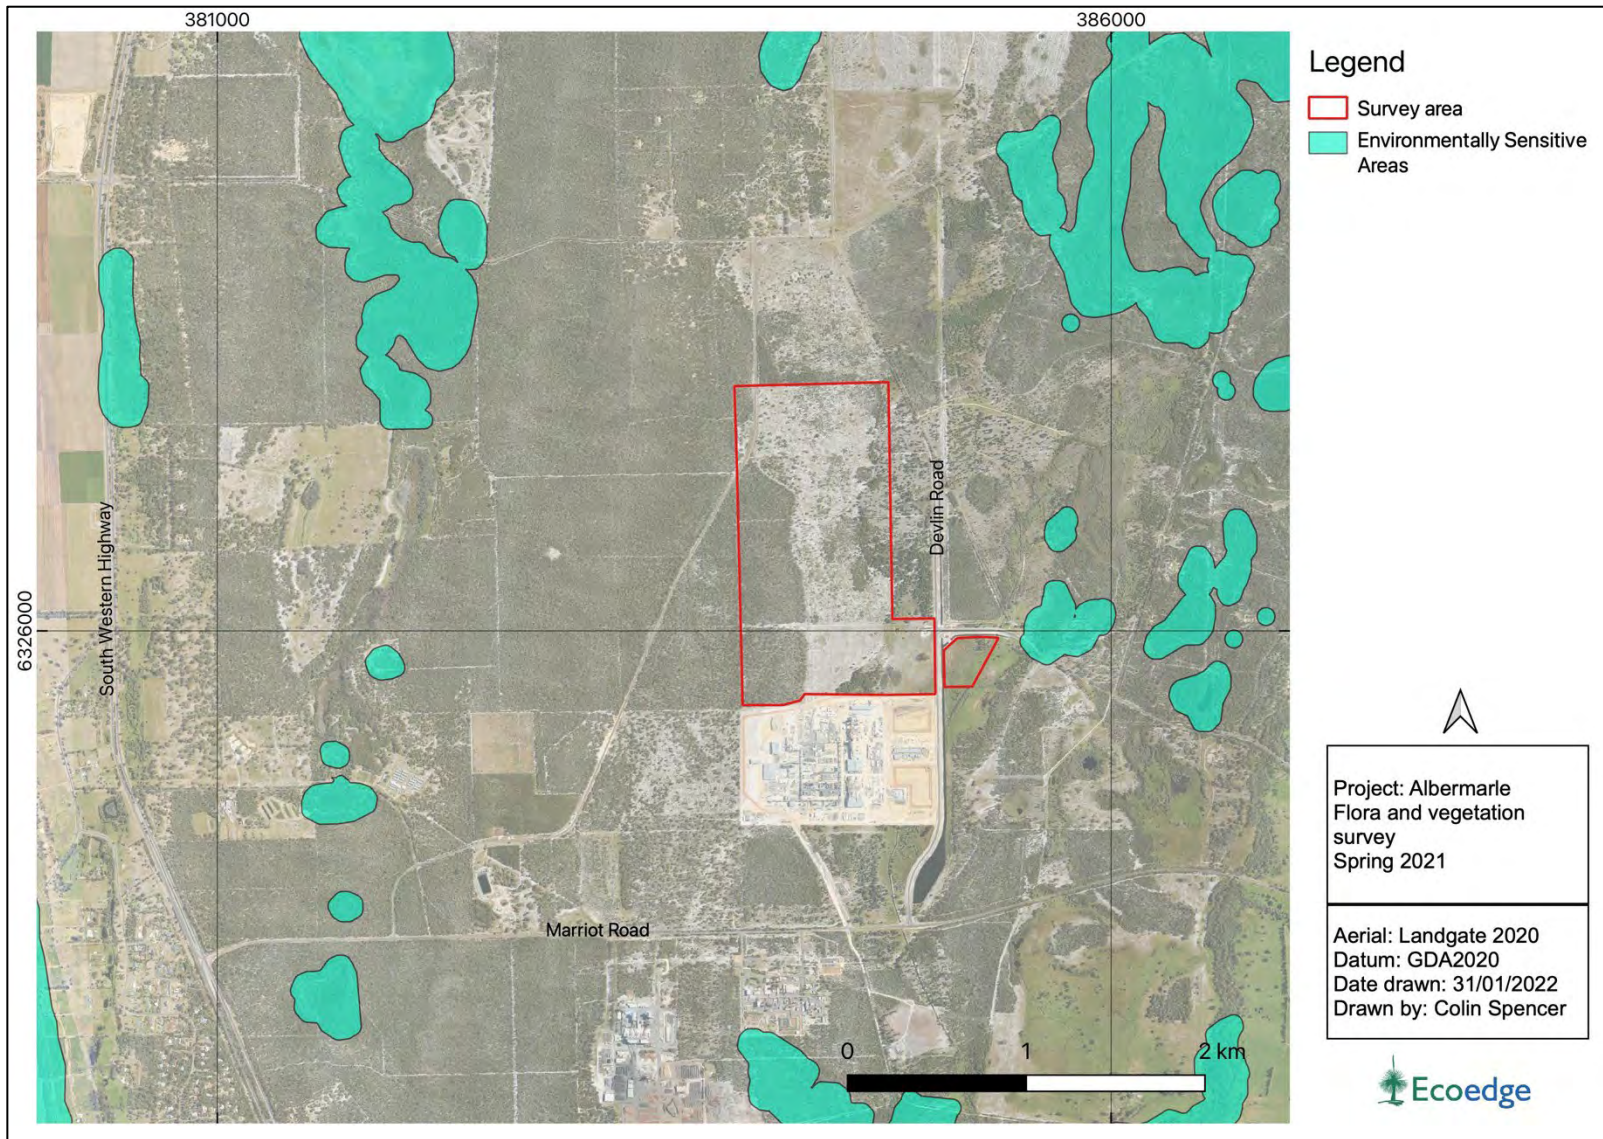 381000
386000
Legend
Survey area
Environmentally Sensitive
Areas
South Western Highway
Devlin Road
6326000
Marriot Road
0
1
2 km
Project: Albermarle
Flora and vegetation
survey
Spring 2021
Aerial: Landgate 2020
Datum: GDA2020
Date drawn: 31/01/2022
Drawn by: Colin Spencer
Ecoedge